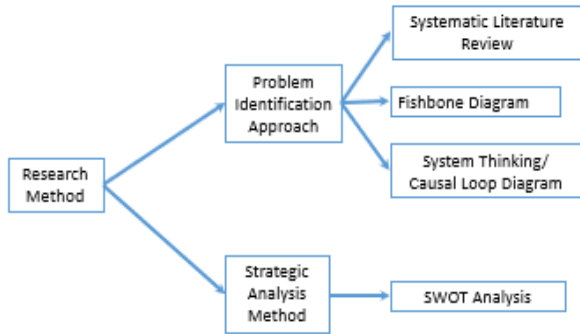 Systematic Literature
Review
Problem
Identification
Approach
Fishbone Diagram
System Thinking/
Causal Loop Diagram
Research
Method
Strategic
Analysis
Method
SWOT Analysis